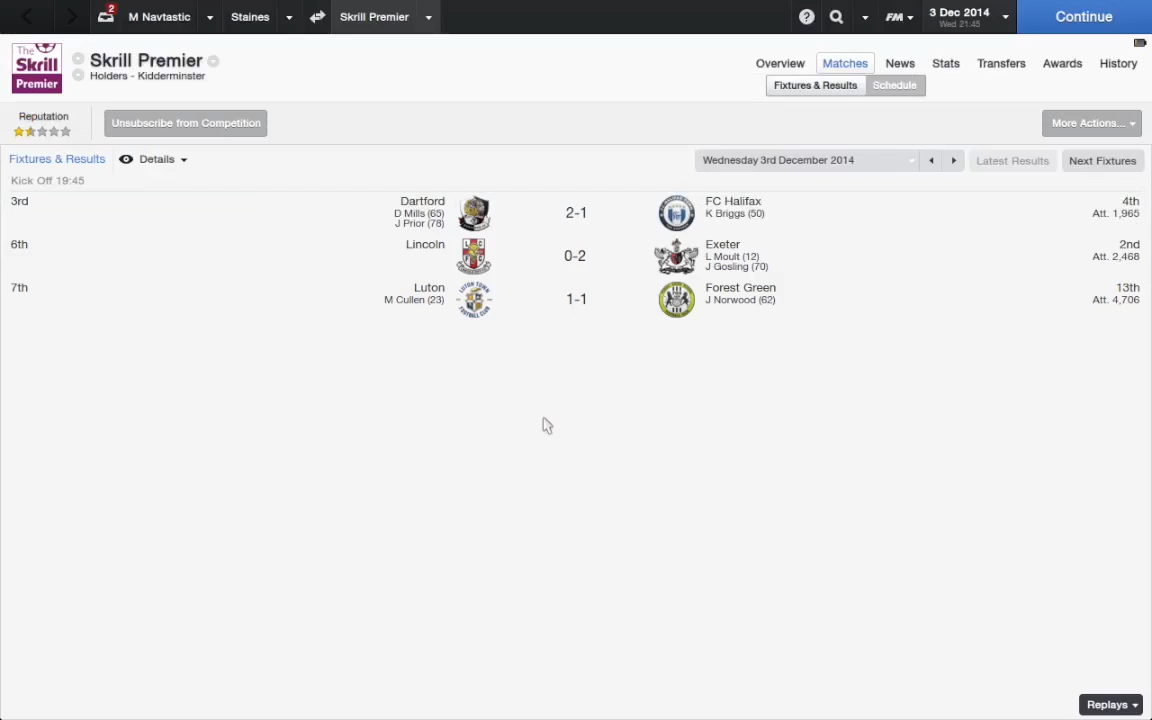 2 M Navtastic Staines Skrill Premier FM 3 Dec 2014 Continue
Wed 21:45
The
Skrill
Premier
Skrill Premier
Holders - Kidderminster
Overview Matches News Stats Transfers Awards History
Fixtures & Results Schedule
Reputation
Unsubscribe from Competition
More Actions...
Fixtures & Results Details Wednesday 3rd December 2014 Latest Results Next Fixtures
Kick Off 19:45
3rd Dartford 2-1 FC Halifax 4th
D Mills (65) K Briggs (50) Att. 1,965
J Prior (78)
6th Lincoln 0-2 Exeter 2nd
L Moult (12) Att. 2,468
J Gosling (70)
7th Luton 1-1 Forest Green 13th
M Cullen (23) J Norwood (62) Att. 4,706
Replays